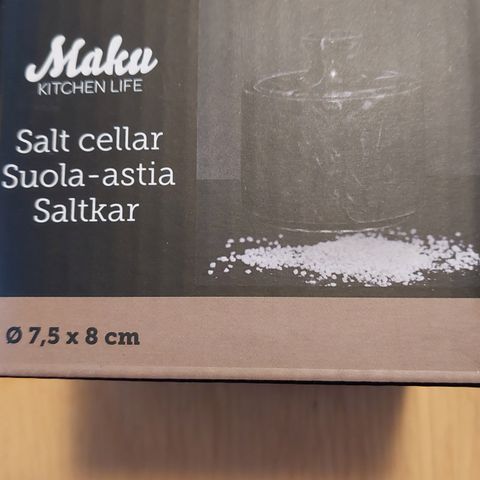 Maku
KITCHEN LIFE
Salt cellar
Suola-astia
Saltkar
Ø 7,5 x 8 cm